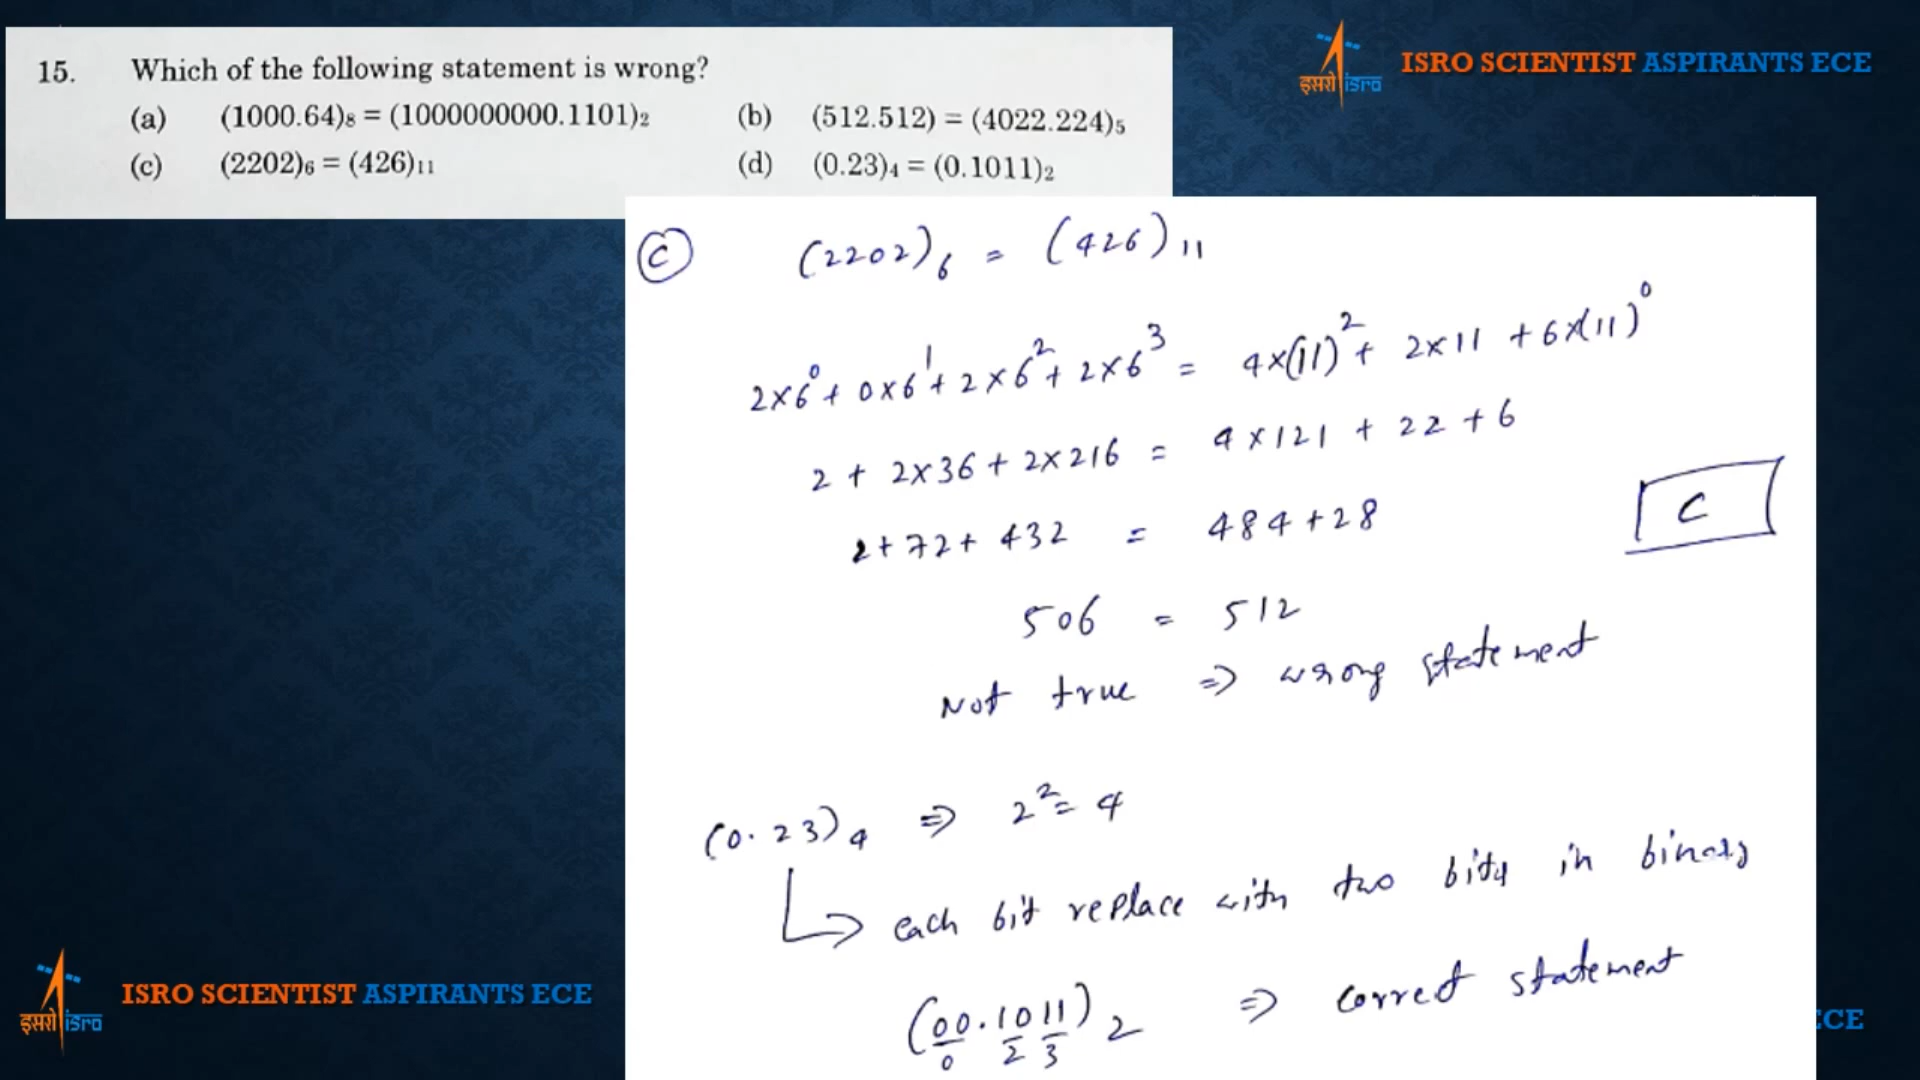 15. Which of the following statement is wrong?
(a) (1000.64)₈ = (1000000000.1101)₂ (b) (512.512) = (4022.224)₅
(c) (2202)₆ = (426)₁₁ (d) (0.23)₄ = (0.1011)₂
इसरो isro
ISRO SCIENTIST ASPIRANTS ECE
C (2202)₆ = (426)₁₁
2×6⁰ + 0×6¹ + 2×6² + 2×6³ = 4×(11)² + 2×11 + 6×(11)⁰
2 + 2×36 + 2×216 = 4×121 + 22 + 6
2+72+ 432 = 484+28
C
506 = 512
Not true ⇒ wrong statement
(0.23)₄ ⇒ 2² = 4
each bit replace with two bits in binary
(00.1011)₂ ⇒ correct statement
0 2 3
इसरो isro
ISRO SCIENTIST ASPIRANTS ECE
ECE